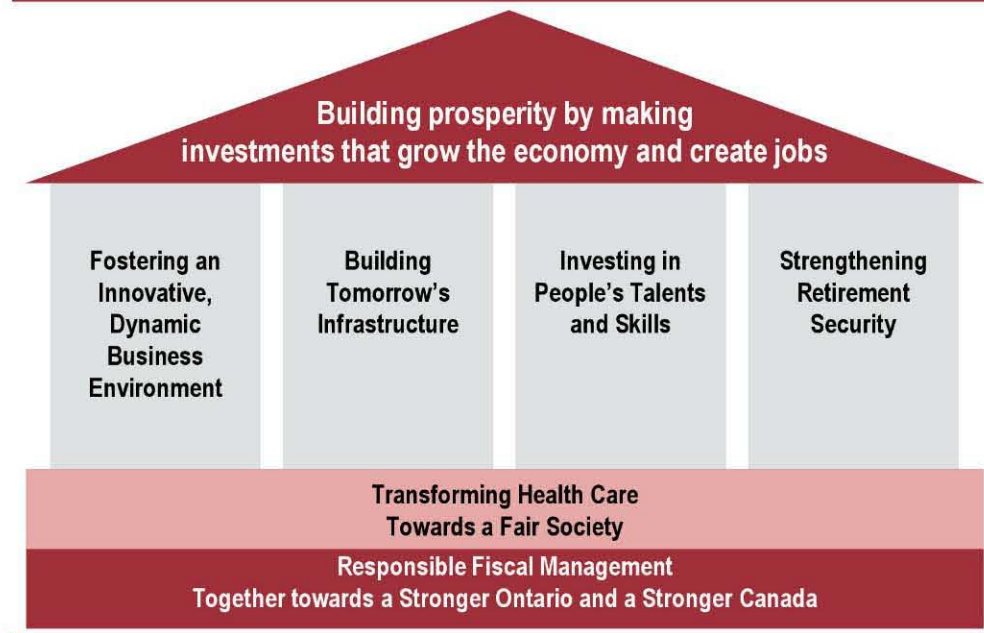 Building prosperity by making
investments that grow the economy and create jobs
Fostering an
Innovative,
Dynamic
Business
Environment
Building
Tomorrow’s
Infrastructure
Investing in
People’s Talents
and Skills
Strengthening
Retirement
Security
Transforming Health Care
Towards a Fair Society
Responsible Fiscal Management
Together towards a Stronger Ontario and a Stronger Canada